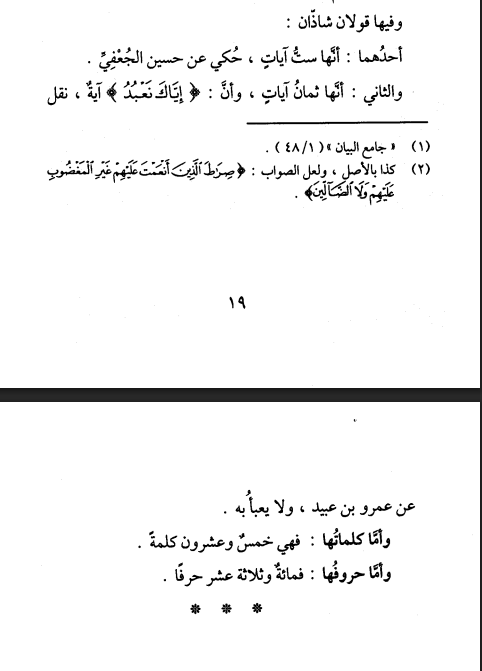 وفيها قولان شاذَّان :
أحدُهما : أنَّها ستُّ آياتٍ ، حُكي عن حسين الجُعْفِيِّ .
والثاني : أنَّها ثمانُ آياتٍ ، وأنَّ : ﴿ إِيَّاكَ نَعْبُدُ ﴾ آيةٌ ، نقل
(١) « جامع البيان » ( ٤٨/١ ) .
(٢) كذا بالأصل ، ولعل الصواب : ﴿ صِرَٰطَ ٱلَّذِينَ أَنْعَمْتَ عَلَيْهِمْ غَيْرِ ٱلْمَغْضُوبِ
عَلَيْهِمْ وَلَا ٱلضَّآلِّينَ﴾ .
١٩
عن عمرو بن عبيد ، ولا يعبأُ به .
وأمَّا كلماتُها : فهي خمسٌ وعشرون كلمةً .
وأمَّا حروفُها : فمائةٌ وثلاثة عشر حرفًا .
* * *